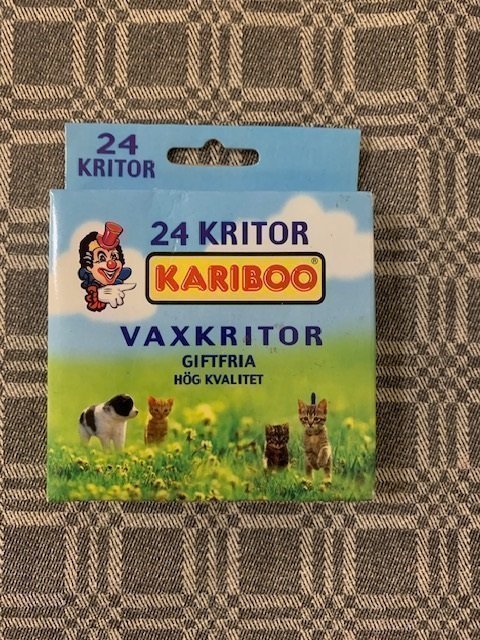 24
KRITOR
24 KRITOR
KARIBOO®
VAXKRITOR
GIFTFRIA
HÖG KVALITET